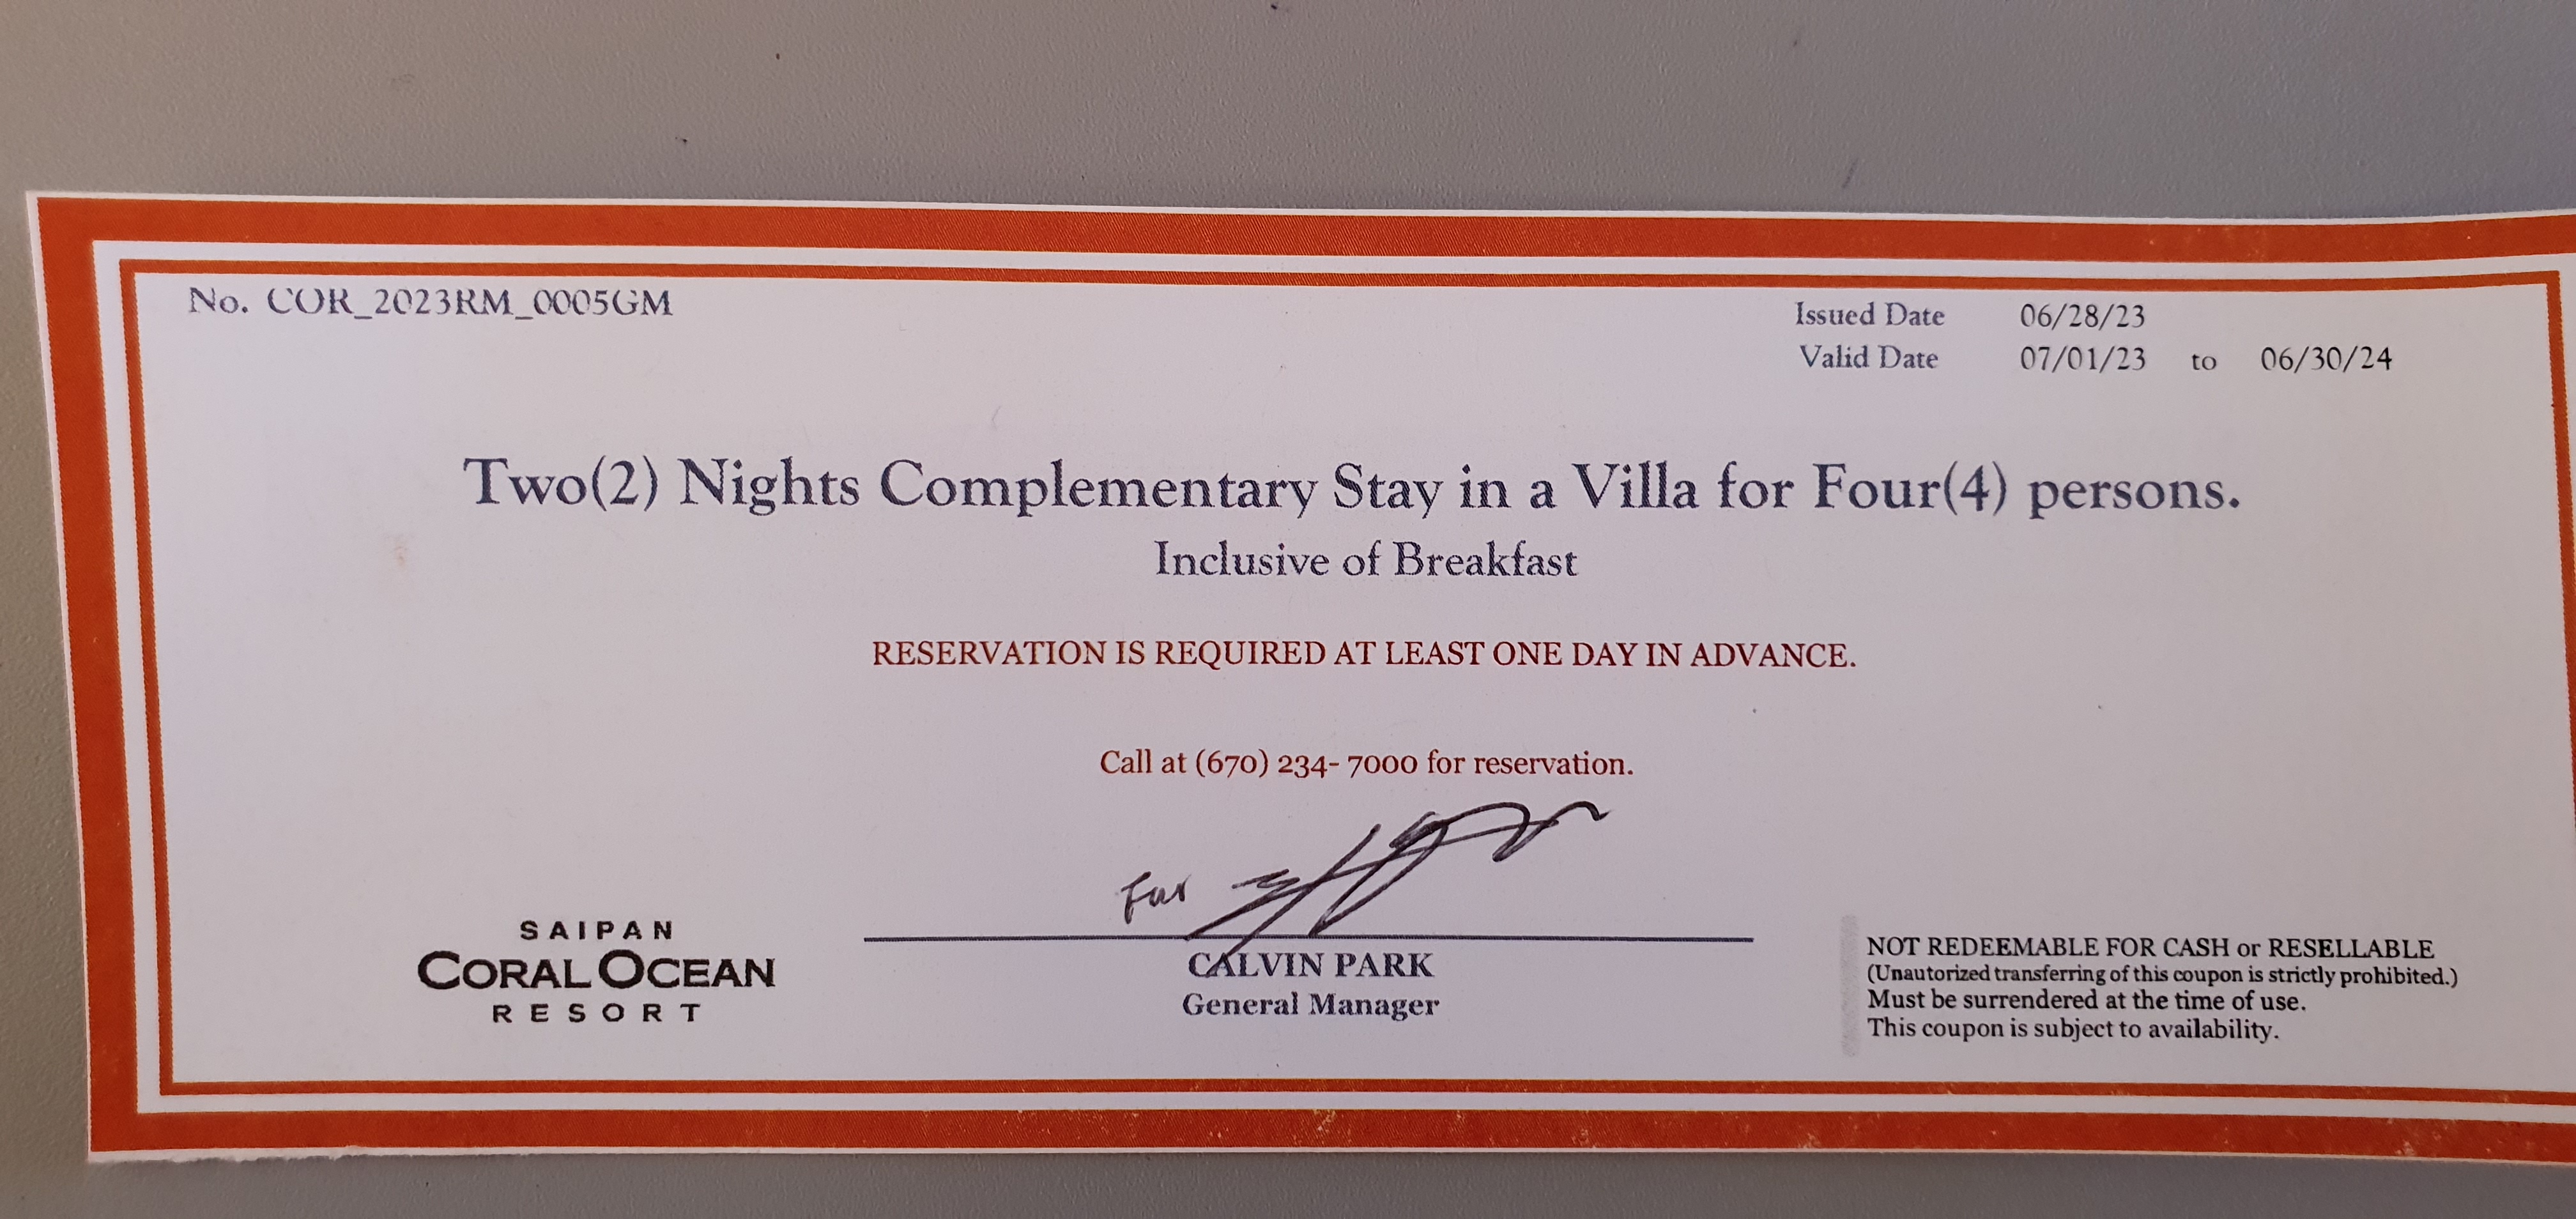 No. COR_2023RM_0005GM
Issued Date 06/28/23
Valid Date 07/01/23 to 06/30/24
Two(2) Nights Complementary Stay in a Villa for Four(4) persons.
Inclusive of Breakfast
RESERVATION IS REQUIRED AT LEAST ONE DAY IN ADVANCE.
Call at (670) 234- 7000 for reservation.
For
CALVIN PARK
General Manager
SAIPAN
CORAL OCEAN
RESORT
NOT REDEEMABLE FOR CASH or RESELLABLE
(Unautorized transferring of this coupon is strictly prohibited.)
Must be surrendered at the time of use.
This coupon is subject to availability.